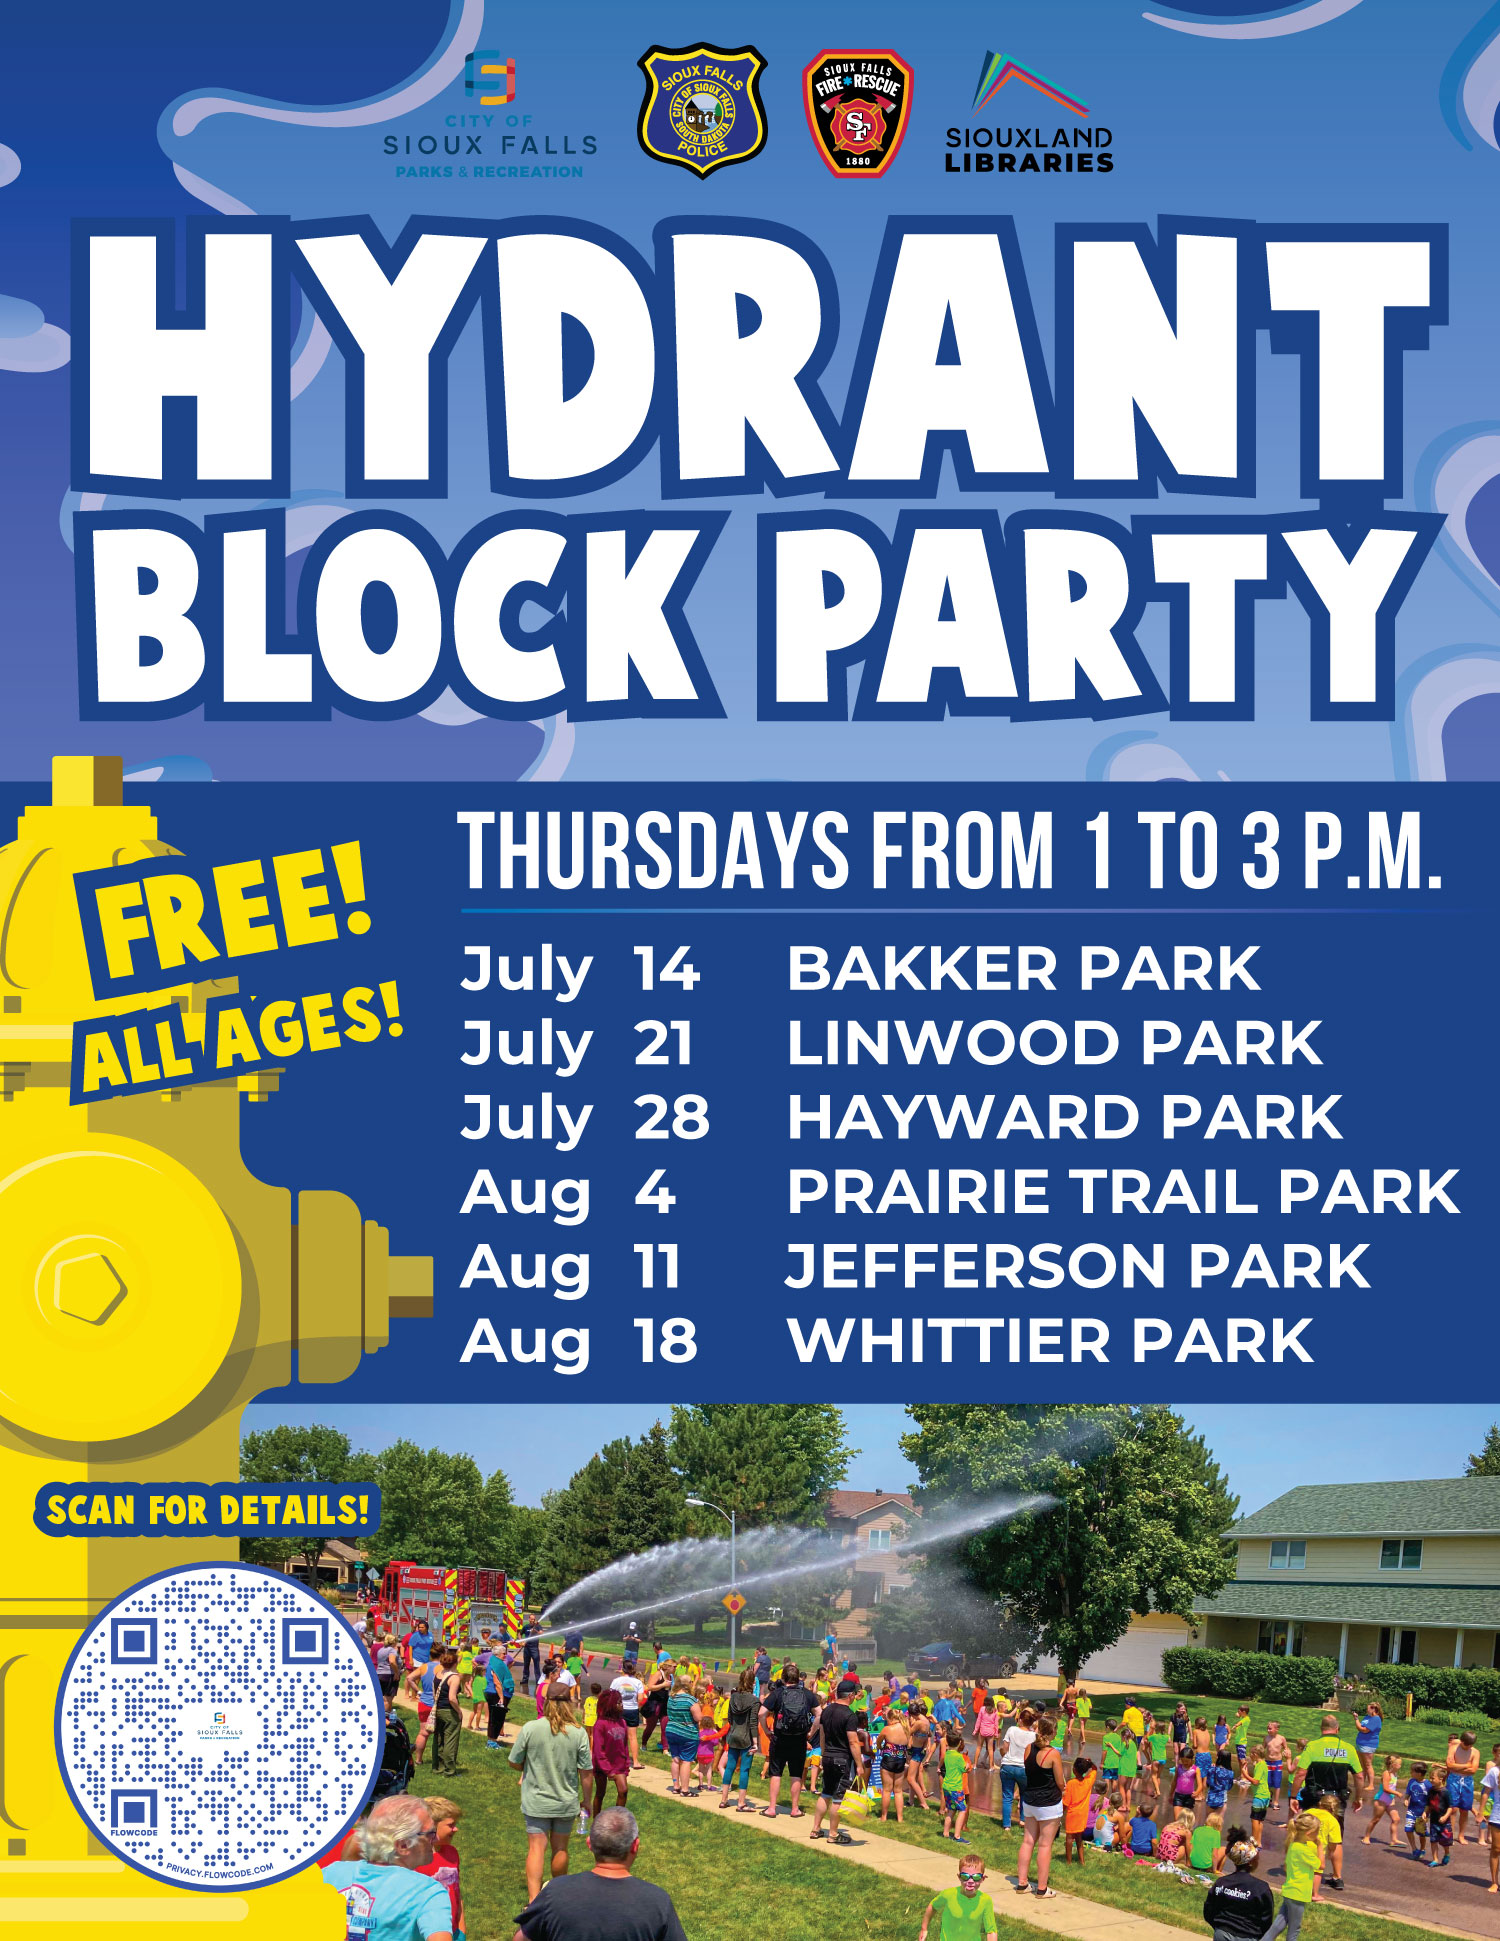 CITY OF
SIOUX FALLS
PARKS & RECREATION
SIOUX FALLS
CITY OF SIOUX FALLS
SOUTH DAKOTA
POLICE
SIOUX FALLS
FIRE RESCUE
SF
1880
SIOUXLAND
LIBRARIES
HYDRANT
BLOCK PARTY
THURSDAYS FROM 1 TO 3 P.M.
FREE!
ALL AGES!
July 14 BAKKER PARK
July 21 LINWOOD PARK
July 28 HAYWARD PARK
Aug 4 PRAIRIE TRAIL PARK
Aug 11 JEFFERSON PARK
Aug 18 WHITTIER PARK
SCAN FOR DETAILS!
CITY OF
SIOUX FALLS
PARKS & RECREATION
FLOWCODE
PRIVACY.FLOWCODE.COM
POLICE
got cookies?